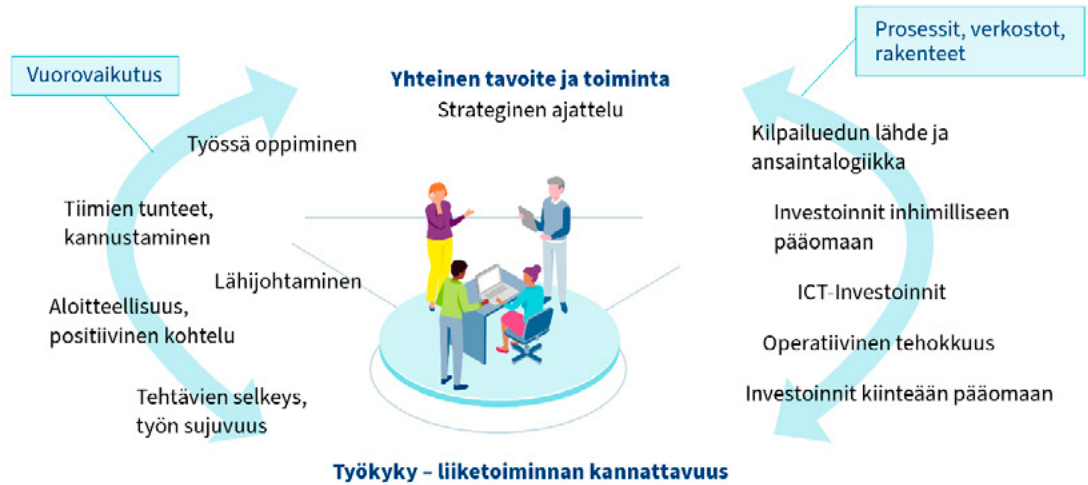 Vuorovaikutus
Työssä oppiminen
Tiimien tunteet,
kannustaminen
Lähijohtaminen
Aloitteellisuus,
positiivinen kohtelu
Tehtävien selkeys,
työn sujuvuus
Yhteinen tavoite ja toiminta
Strateginen ajattelu
Prosessit, verkostot,
rakenteet
Kilpailuedun lähde ja
ansaintalogiikka
Investoinnit inhimilliseen
pääomaan
ICT-Investoinnit
Operatiivinen tehokkuus
Investoinnit kiinteään pääomaan
Työkyky – liiketoiminnan kannattavuus